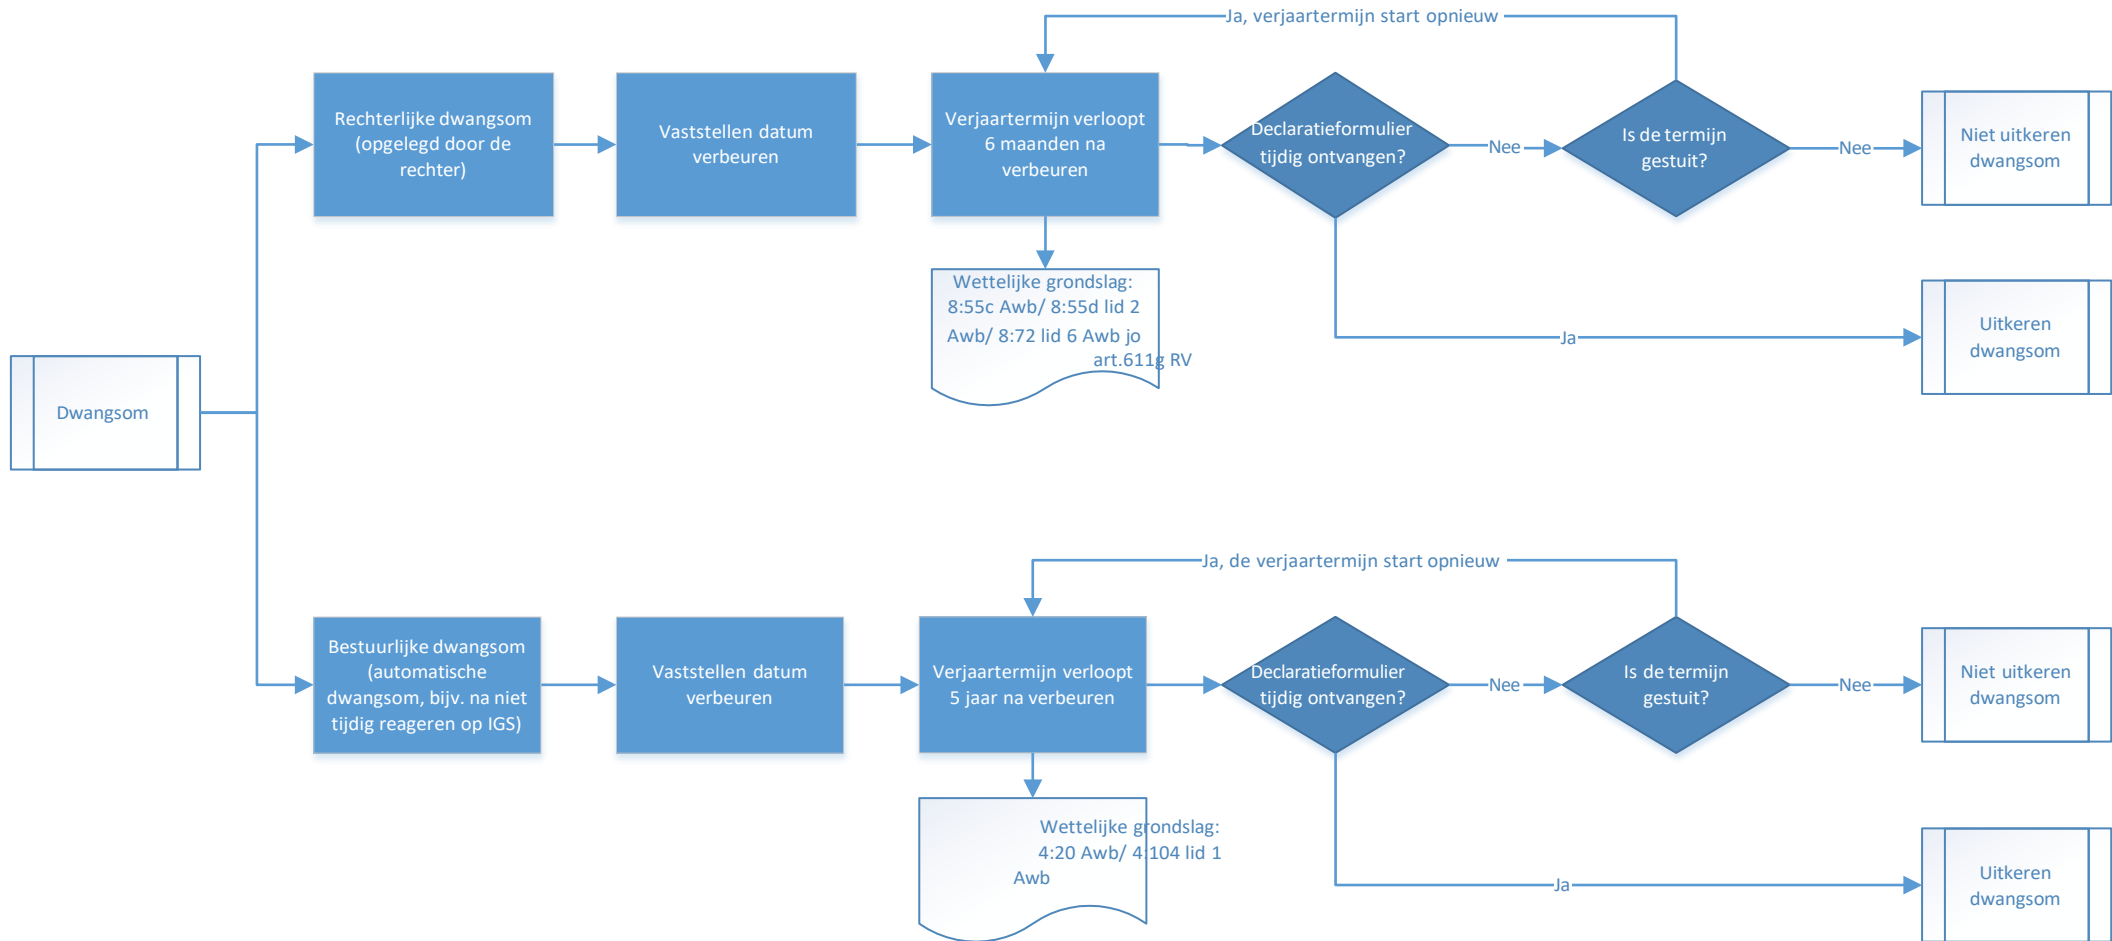 Ja, verjaartermijn start opnieuw
Rechterlijke dwangsom
(opgelegd door de
rechter)
Vaststellen datum
verbeuren
Verjaartermijn verloopt
6 maanden na
verbeuren
Declaratieformulier
tijdig ontvangen?
Nee
Is de termijn
gestuit?
Nee
Niet uitkeren
dwangsom
Wettelijke grondslag:
8:55c Awb/ 8:55d lid 2
Awb/ 8:72 lid 6 Awb jo
art.611g RV
Ja
Uitkeren
dwangsom
Dwangsom
Ja, de verjaartermijn start opnieuw
Bestuurlijke dwangsom
(automatische
dwangsom, bijv. na niet
tijdig reageren op IGS)
Vaststellen datum
verbeuren
Verjaartermijn verloopt
5 jaar na verbeuren
Declaratieformulier
tijdig ontvangen?
Nee
Is de termijn
gestuit?
Nee
Niet uitkeren
dwangsom
Wettelijke grondslag:
4:20 Awb/ 4:104 lid 1
Awb
Ja
Uitkeren
dwangsom